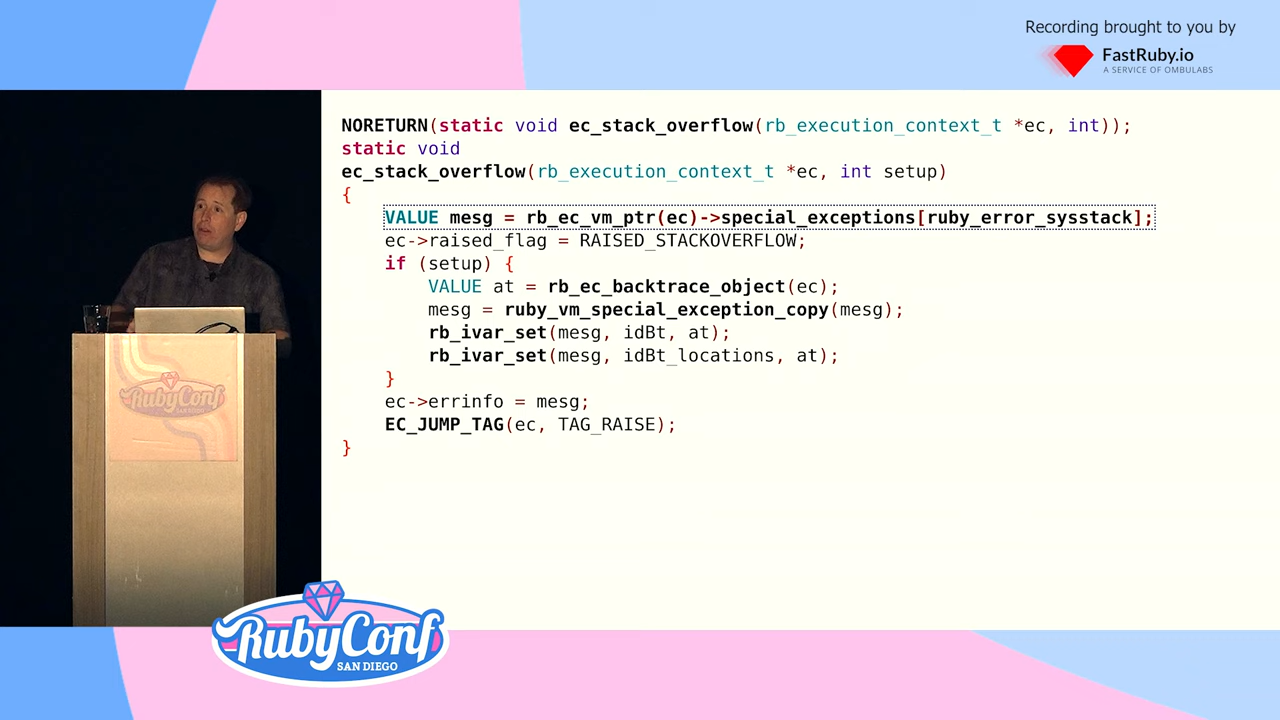 Recording brought to you by
FastRuby.io
A SERVICE OF OMBULABS
NORETURN(static void ec_stack_overflow(rb_execution_context_t *ec, int));
static void
ec_stack_overflow(rb_execution_context_t *ec, int setup)
{
    VALUE mesg = rb_ec_vm_ptr(ec)->special_exceptions[ruby_error_sysstack];
    ec->raised_flag = RAISED_STACKOVERFLOW;
    if (setup) {
        VALUE at = rb_ec_backtrace_object(ec);
        mesg = ruby_vm_special_exception_copy(mesg);
        rb_ivar_set(mesg, idBt, at);
        rb_ivar_set(mesg, idBt_locations, at);
    }
    ec->errinfo = mesg;
    EC_JUMP_TAG(ec, TAG_RAISE);
}
RubyConf
SAN DIEGO
RubyConf
SAN DIEGO